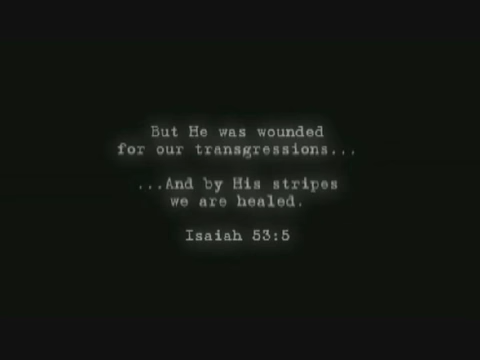 But He was wounded
for our transgressions...
...And by His stripes
we are healed.
Isaiah 53:5